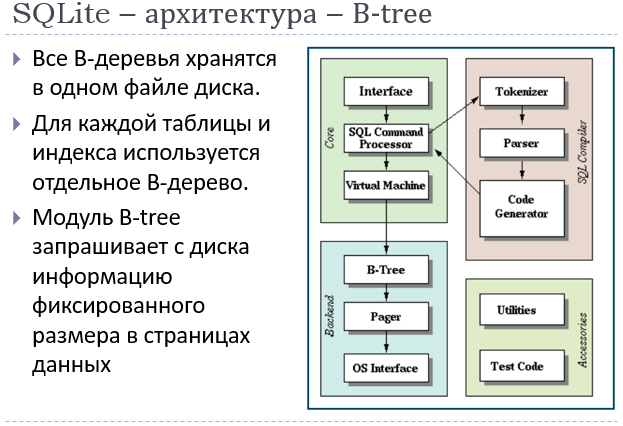 SQLite – архитектура – B-tree
Все B-деревья хранятся
в одном файле диска.
Для каждой таблицы и
индекса используется
отдельное B-дерево.
Модуль B-tree
запрашивает с диска
информацию
фиксированного
размера в страницах
данных
Core
Interface
SQL Command
Processor
Virtual Machine
SQL Compiler
Tokenizer
Parser
Code
Generator
Backend
B-Tree
Pager
OS Interface
Accessories
Utilities
Test Code